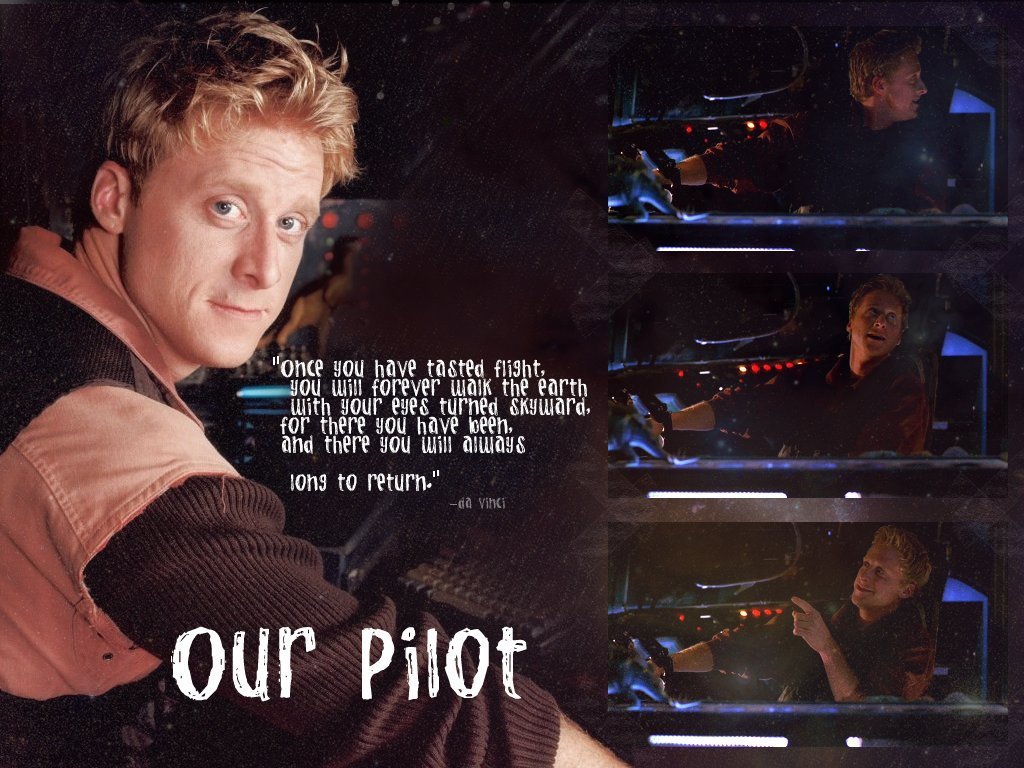 "Once you have tasted flight,
you will forever walk the earth
with your eyes turned skyward,
for there you have been,
and there you will always
long to return."
-da vinci
Our Pilot